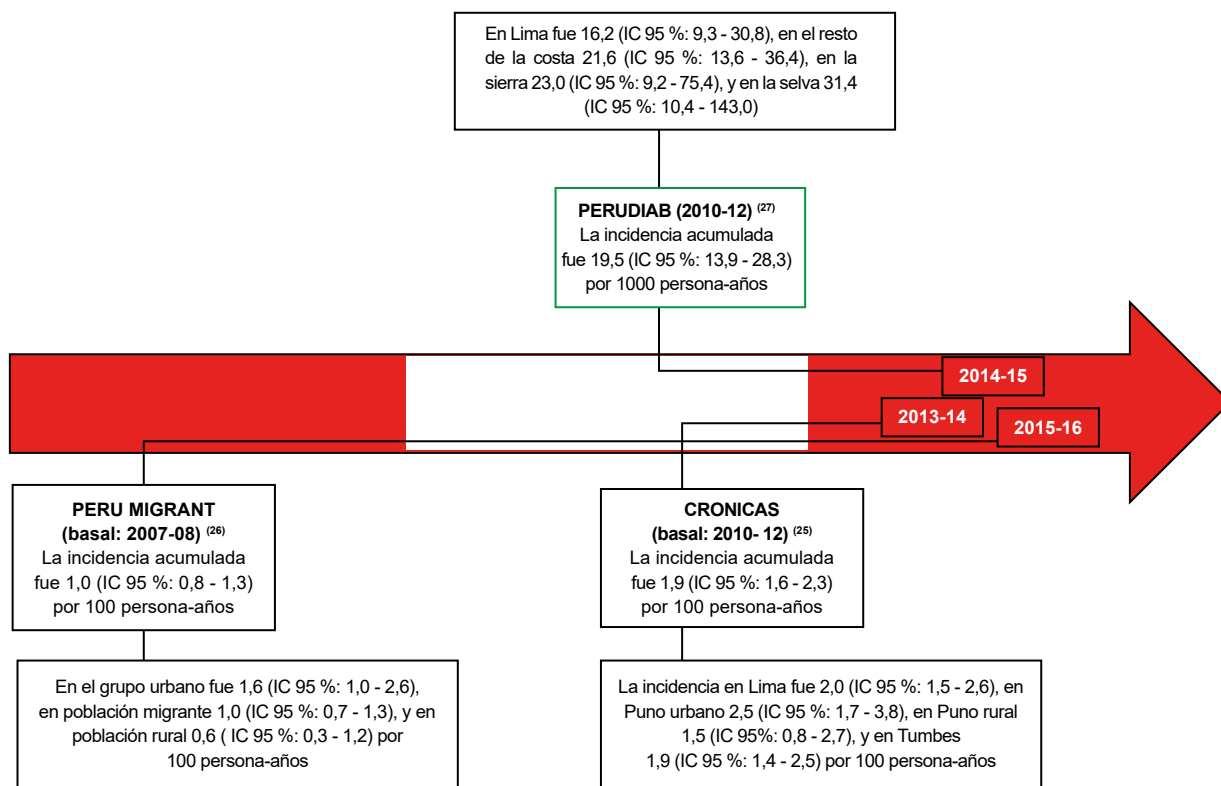 En Lima fue 16,2 (IC 95 %: 9,3 - 30,8), en el resto
de la costa 21,6 (IC 95 %: 13,6 - 36,4), en la
sierra 23,0 (IC 95 %: 9,2 - 75,4), y en la selva 31,4
(IC 95 %: 10,4 - 143,0)
PERUDIAB (2010-12) (27)
La incidencia acumulada
fue 19,5 (IC 95 %: 13,9 - 28,3)
por 1000 persona-años
2014-15
2013-14
2015-16
PERU MIGRANT
(basal: 2007-08) (26)
La incidencia acumulada
fue 1,0 (IC 95 %: 0,8 - 1,3)
por 100 persona-años
CRONICAS
(basal: 2010- 12) (25)
La incidencia acumulada
fue 1,9 (IC 95 %: 1,6 - 2,3)
por 100 persona-años
En el grupo urbano fue 1,6 (IC 95 %: 1,0 - 2,6),
en población migrante 1,0 (IC 95 %: 0,7 - 1,3), y en
población rural 0,6 ( IC 95 %: 0,3 - 1,2) por
100 persona-años
La incidencia en Lima fue 2,0 (IC 95 %: 1,5 - 2,6), en
Puno urbano 2,5 (IC 95 %: 1,7 - 3,8), en Puno rural
1,5 (IC 95%: 0,8 - 2,7), y en Tumbes
1,9 (IC 95 %: 1,4 - 2,5) por 100 persona-años